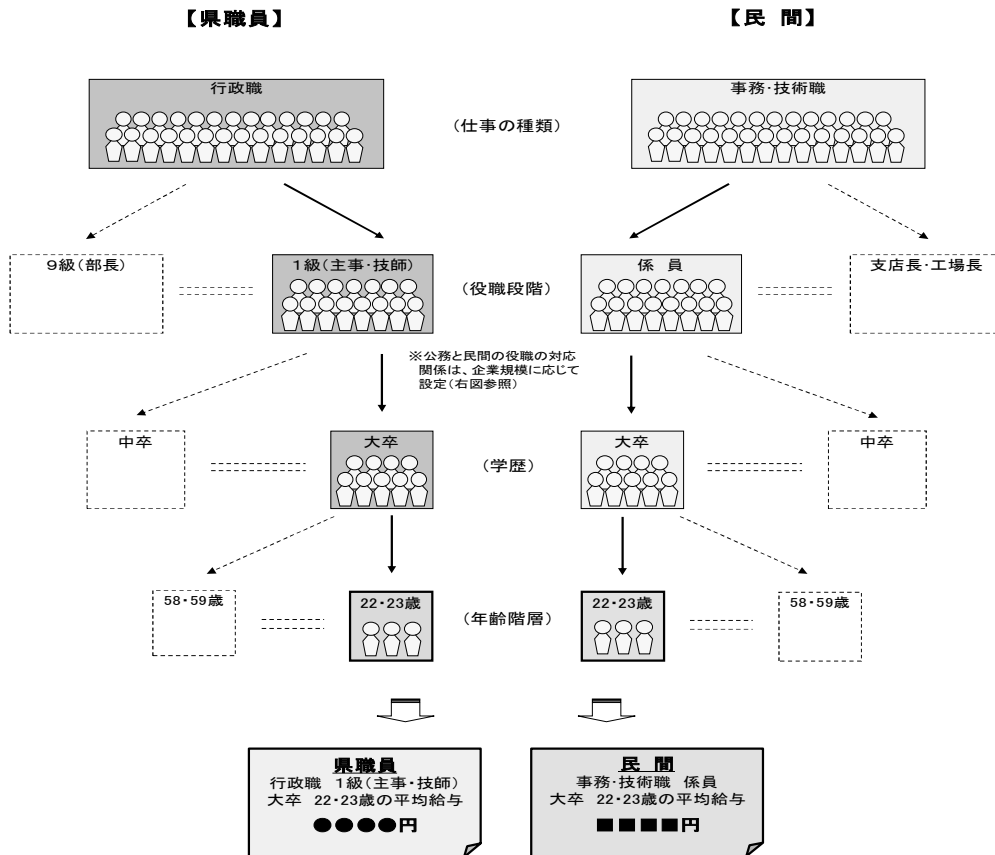 【県職員】
【民 間】
行政職
(仕事の種類)
事務・技術職
9級(部長)
1級(主事・技師)
(役職段階)
係 員
支店長・工場長
※公務と民間の役職の対応
関係は、企業規模に応じて
設定(右図参照)
中卒
大卒
(学歴)
大卒
中卒
58・59歳
22・23歳
(年齢階層)
22・23歳
58・59歳
県職員
行政職 1級(主事・技師)
大卒 22・23歳の平均給与
●●●●円
民 間
事務・技術職 係員
大卒 22・23歳の平均給与
■■■■円